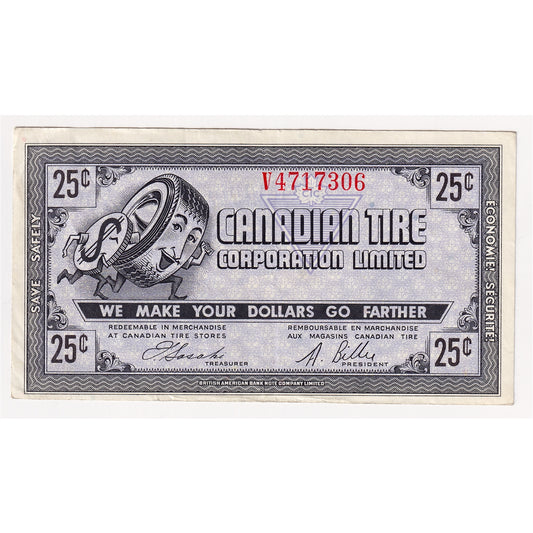 25¢
V4717306
25¢
CANADIAN TIRE
CORPORATION LIMITED
$
SAVE SAFELY
ECONOMIE SÉCURITÉ
WE MAKE YOUR DOLLARS GO FARTHER
REDEEMABLE IN MERCHANDISE
AT CANADIAN TIRE STORES
REMBOURSABLE EN MARCHANDISE
AUX MAGASINS CANADIAN TIRE
25¢
TREASURER
PRESIDENT
25¢
BRITISH AMERICAN BANK NOTE COMPANY LIMITED